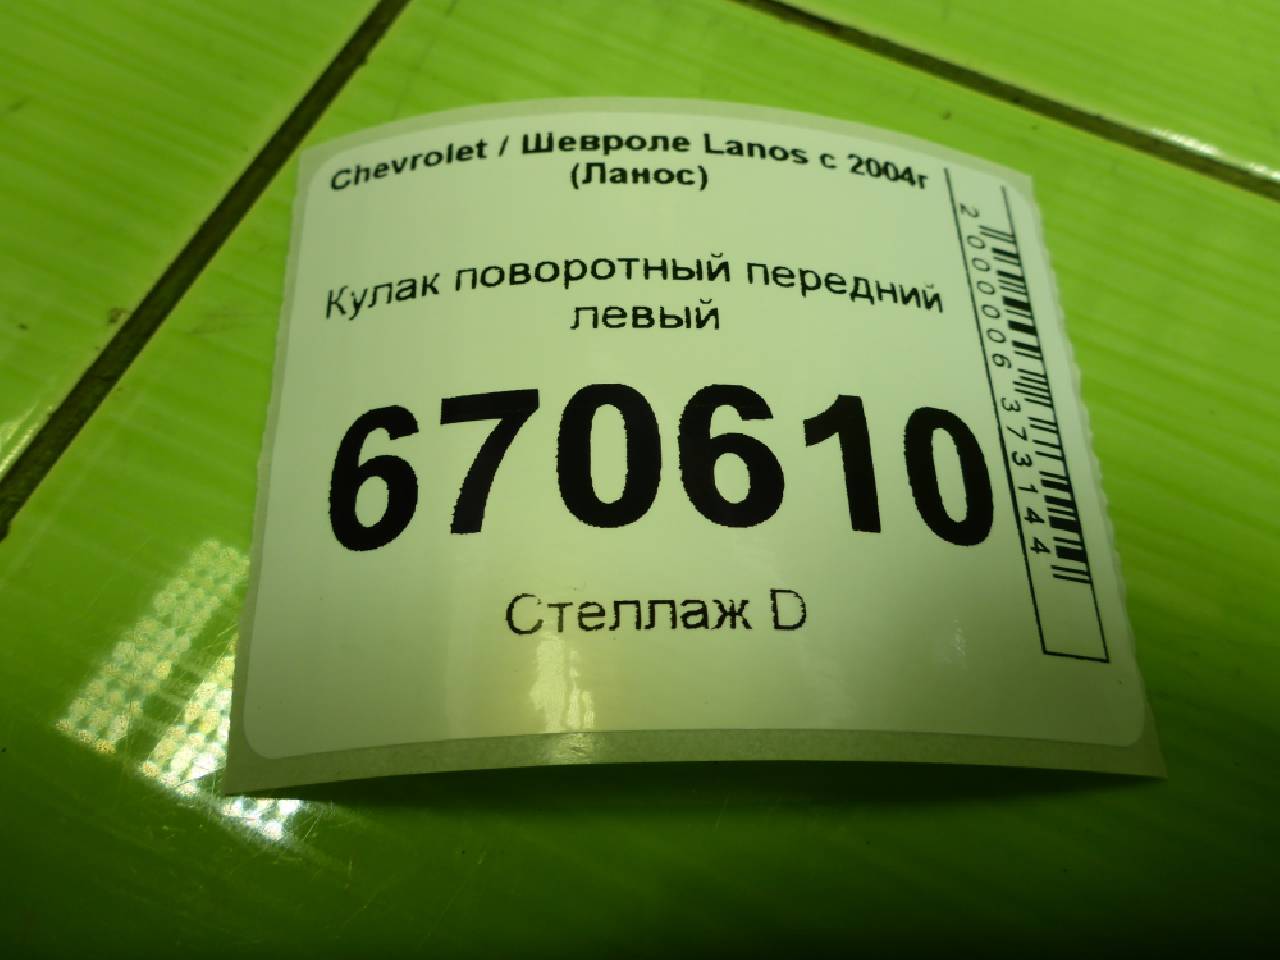 Chevrolet / Шевроле Lanos с 2004г
(Ланос)
Кулак поворотный передний
левый
670610
Стеллаж D
2000006373144